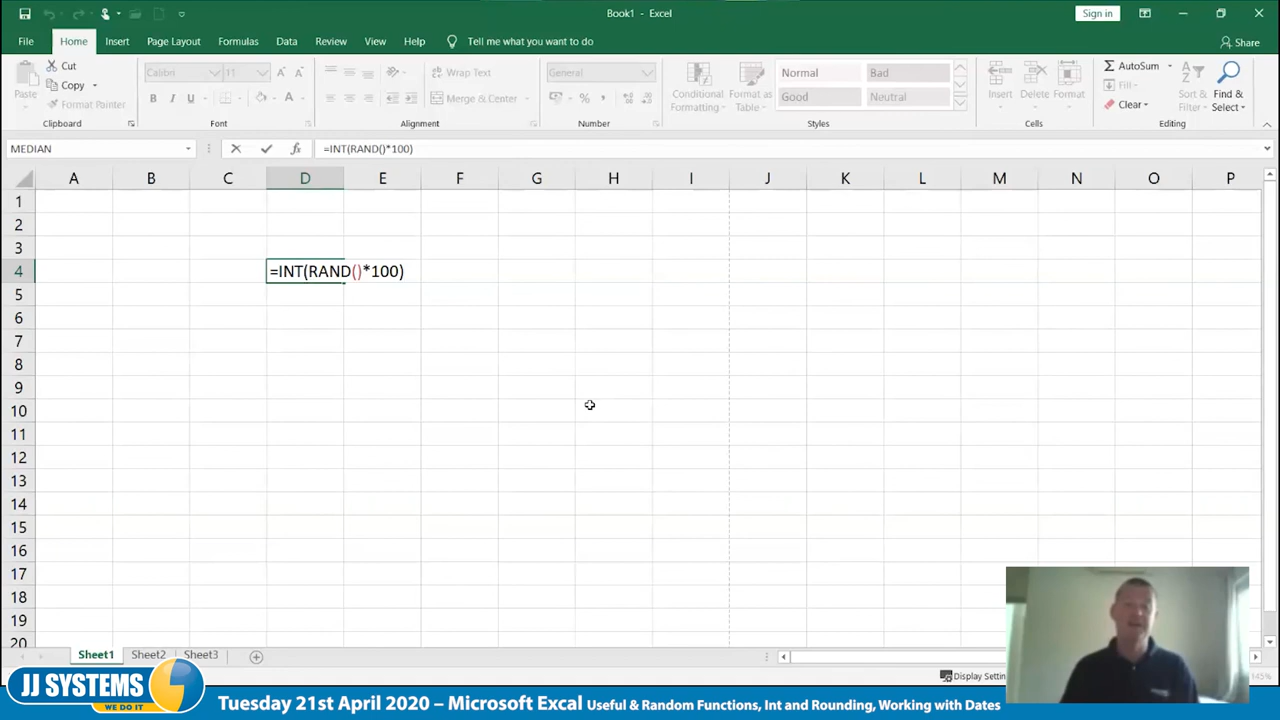 Book1 - Excel
Sign in
File Home Insert Page Layout Formulas Data Review View Help Tell me what you want to do
Share
Paste
Cut
Copy
Format Painter
Clipboard
Calibri 11
B I U
Font
Wrap Text
Merge & Center
Alignment
General
%
Number
Conditional Formatting
Format as Table
Normal Bad
Good Neutral
Styles
Insert Delete Format
Cells
AutoSum
Fill
Clear
Sort & Filter
Find & Select
Editing
MEDIAN
fx
=INT(RAND()*100)
A B C D E F G H I J K L M N O P
1
2
3
4 =INT(RAND()*100)
5
6
7
8
9
10
11
12
13
14
15
16
17
18
19
20
Sheet1 Sheet2 Sheet3
Display Settin
145%
JJ SYSTEMS
WE DO IT
Tuesday 21st April 2020 – Microsoft Excal Useful & Random Functions, Int and Rounding, Working with Dates